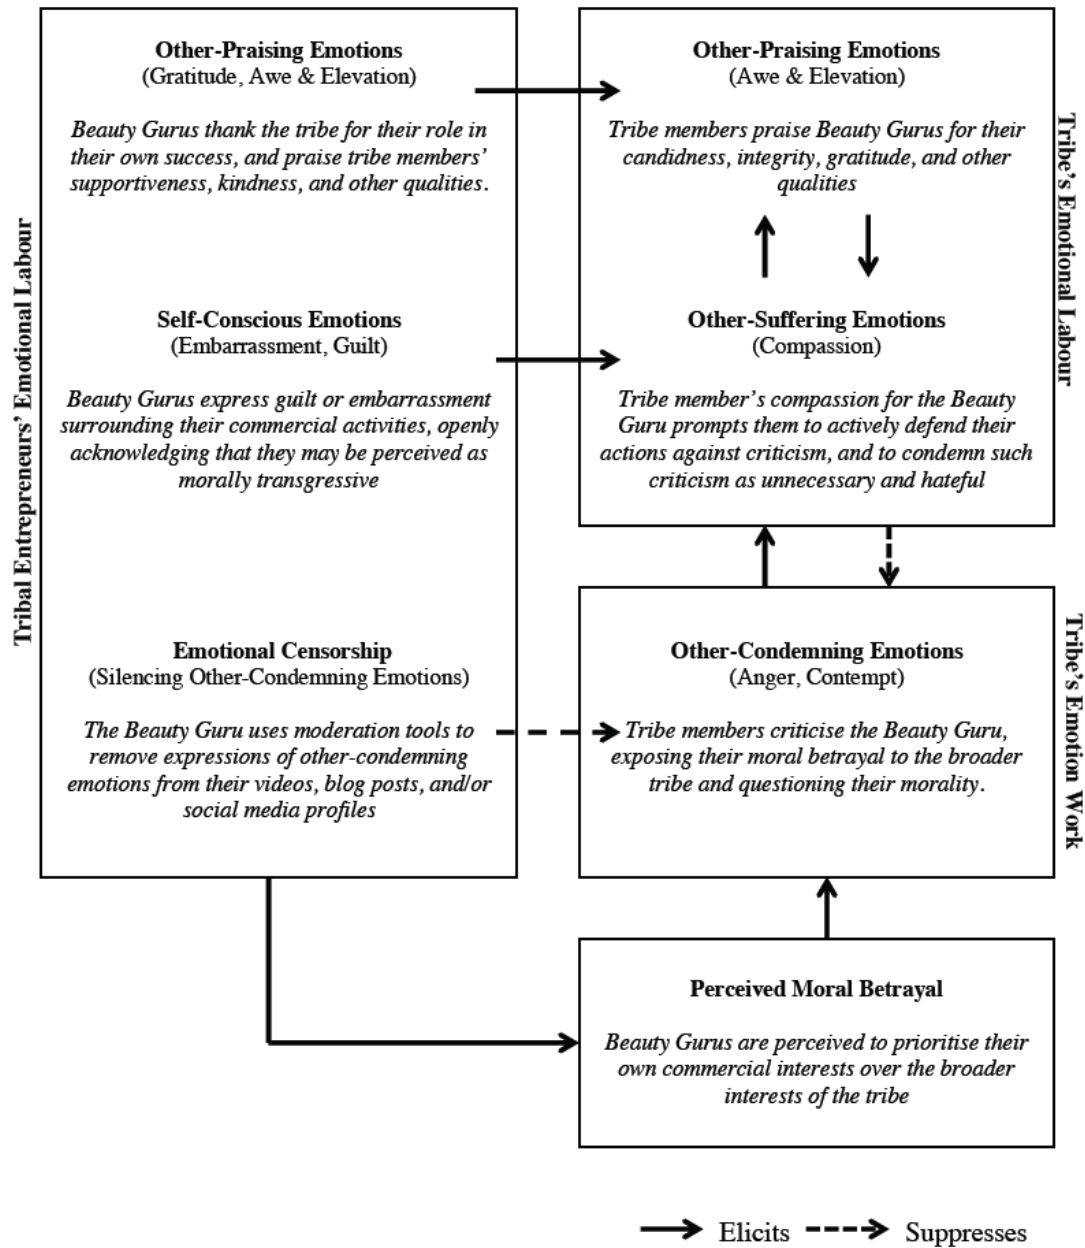 Tribal Entrepreneurs' Emotional Labour
Other-Praising Emotions
(Gratitude, Awe & Elevation)
Beauty Gurus thank the tribe for their role in
their own success, and praise tribe members'
supportiveness, kindness, and other qualities.
Self-Conscious Emotions
(Embarrassment, Guilt)
Beauty Gurus express guilt or embarrassment
surrounding their commercial activities, openly
acknowledging that they may be perceived as
morally transgressive
Emotional Censorship
(Silencing Other-Condemning Emotions)
The Beauty Guru uses moderation tools to
remove expressions of other-condemning
emotions from their videos, blog posts, and/or
social media profiles
Other-Praising Emotions
(Awe & Elevation)
Tribe members praise Beauty Gurus for their
candidness, integrity, gratitude, and other
qualities
Other-Suffering Emotions
(Compassion)
Tribe member's compassion for the Beauty
Guru prompts them to actively defend their
actions against criticism, and to condemn such
criticism as unnecessary and hateful
Tribe's Emotional Labour
Other-Condemning Emotions
(Anger, Contempt)
Tribe members criticise the Beauty Guru,
exposing their moral betrayal to the broader
tribe and questioning their morality.
Tribe's Emotion Work
Perceived Moral Betrayal
Beauty Gurus are perceived to prioritise their
own commercial interests over the broader
interests of the tribe
Elicits
Suppresses